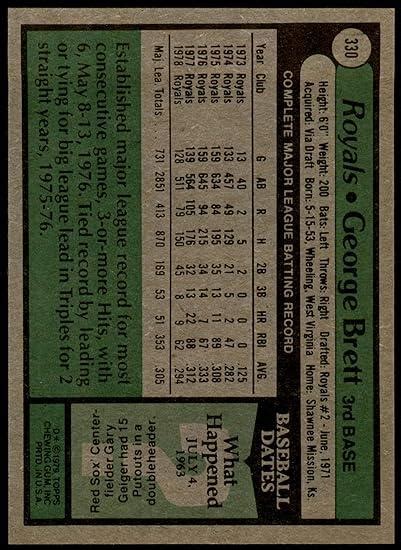 330
Royals • George Brett 3rd BASE
Height: 6'0" Weight: 200 Bats: Left Throws: Right Drafted: Royals #2 - June, 1971
Acquired: Via Draft Born: 5-15-53, Wheeling, West Virginia Home: Shawnee Mission, Ks.
COMPLETE MAJOR LEAGUE BATTING RECORD
Year Club G AB R H 2B 3B HR RBI AVG
1973 Royals 13 40 2 5 2 0 0 0 .125
1974 Royals 133 457 49 129 21 5 2 47 .282
1975 Royals 159 634 84 195 35 13 11 89 .308
1976 Royals 159 645 94 215 34 14 7 67 .333
1977 Royals 139 564 105 176 32 13 22 88 .312
1978 Royals 128 511 79 150 45 8 9 62 .294
Maj. Lea. Totals 731 2851 413 870 169 53 51 353 .305
Established major league record for most
consecutive games, 3-or-more Hits, with
6, May 8-13, 1976. Tied record by leading
or tying for big league lead in Triples for 2
straight years, 1975-76.
BASEBALL
DATES
What
Happened
JULY 4,
1963
Red Sox Center-
fielder Gary
Geiger had 15
Putouts in a
doubleheader
D★ © 1979 TOPPS
CHEWING GUM, INC.
PRTD. IN U.S.A.